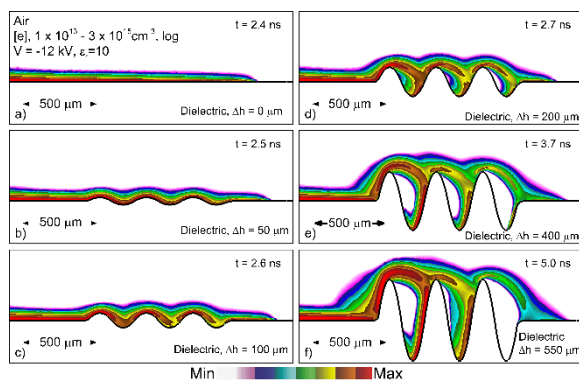 Air
[e], 1 x 10¹⁵ - 3 x 10¹⁵cm⁻³, log
V = -12 kV, εᵣ=10
t = 2.4 ns
500 µm
a)
Dielectric, Δh = 0 µm
t = 2.5 ns
500 µm
b)
Dielectric, Δh = 50 µm
t = 2.6 ns
500 µm
c)
Dielectric, Δh = 100 µm
t = 2.7 ns
500 µm
d)
Dielectric, Δh = 200 µm
t = 3.7 ns
500 µm
e)
Dielectric, Δh = 400 µm
t = 5.0 ns
500 µm
f)
Dielectric
Δh = 550 µm
Min Max